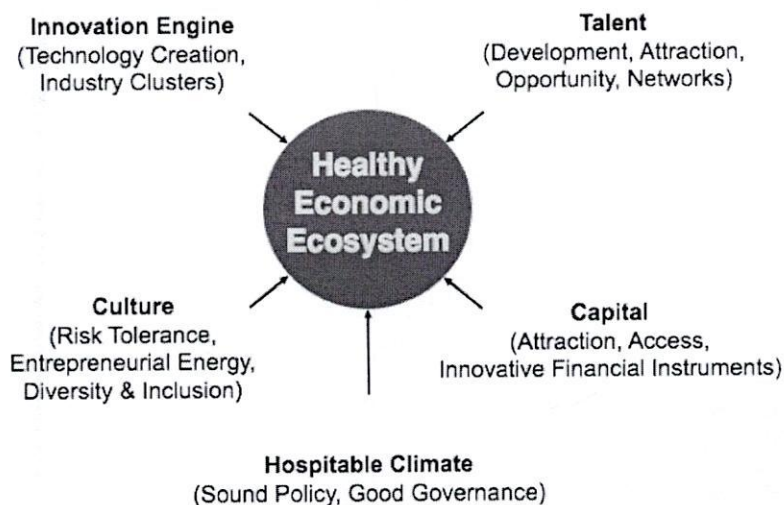 Innovation Engine
(Technology Creation,
Industry Clusters)
Talent
(Development, Attraction,
Opportunity, Networks)
Healthy
Economic
Ecosystem
Culture
(Risk Tolerance,
Entrepreneurial Energy,
Diversity & Inclusion)
Capital
(Attraction, Access,
Innovative Financial Instruments)
Hospitable Climate
(Sound Policy, Good Governance)